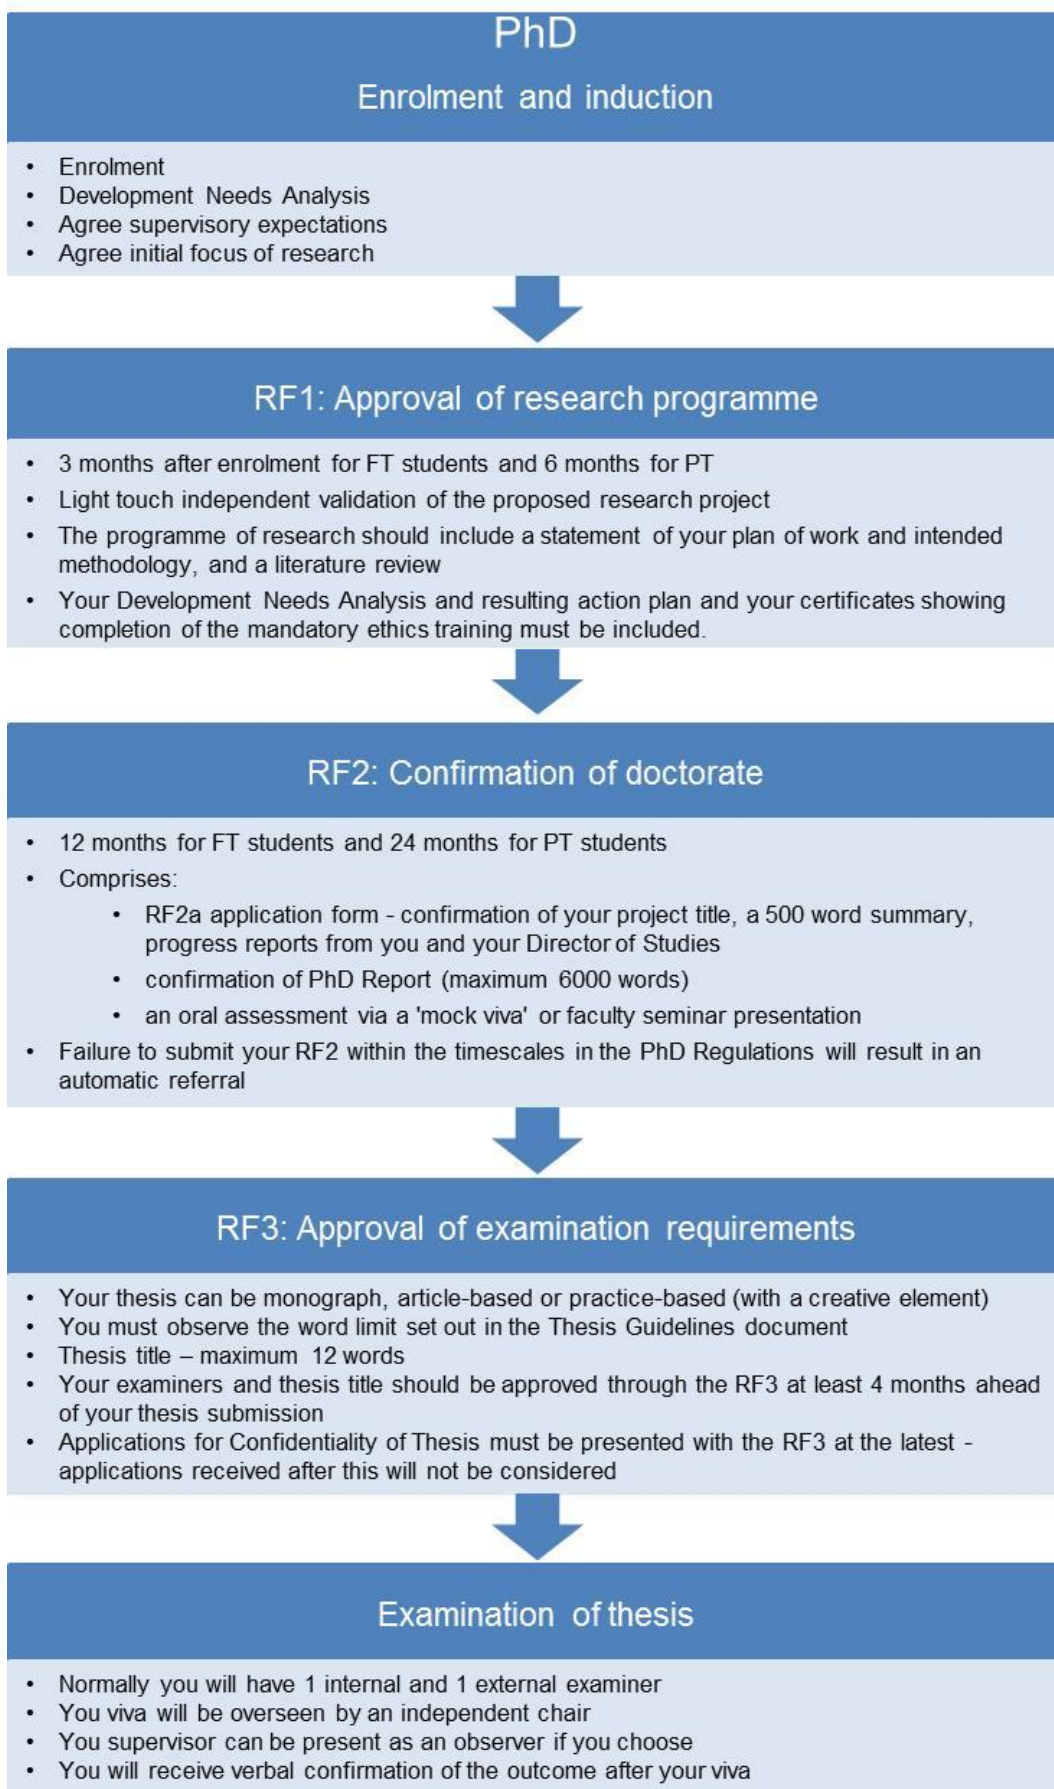 PhD
Enrolment and induction
• Enrolment
• Development Needs Analysis
• Agree supervisory expectations
• Agree initial focus of research
RF1: Approval of research programme
• 3 months after enrolment for FT students and 6 months for PT
• Light touch independent validation of the proposed research project
• The programme of research should include a statement of your plan of work and intended
methodology, and a literature review
• Your Development Needs Analysis and resulting action plan and your certificates showing
completion of the mandatory ethics training must be included.
RF2: Confirmation of doctorate
• 12 months for FT students and 24 months for PT students
• Comprises:
• RF2a application form - confirmation of your project title, a 500 word summary,
progress reports from you and your Director of Studies
• confirmation of PhD Report (maximum 6000 words)
• an oral assessment via a 'mock viva' or faculty seminar presentation
• Failure to submit your RF2 within the timescales in the PhD Regulations will result in an
automatic referral
RF3: Approval of examination requirements
• Your thesis can be monograph, article-based or practice-based (with a creative element)
• You must observe the word limit set out in the Thesis Guidelines document
• Thesis title – maximum 12 words
• Your examiners and thesis title should be approved through the RF3 at least 4 months ahead
of your thesis submission
• Applications for Confidentiality of Thesis must be presented with the RF3 at the latest -
applications received after this will not be considered
Examination of thesis
• Normally you will have 1 internal and 1 external examiner
• You viva will be overseen by an independent chair
• You supervisor can be present as an observer if you choose
• You will receive verbal confirmation of the outcome after your viva